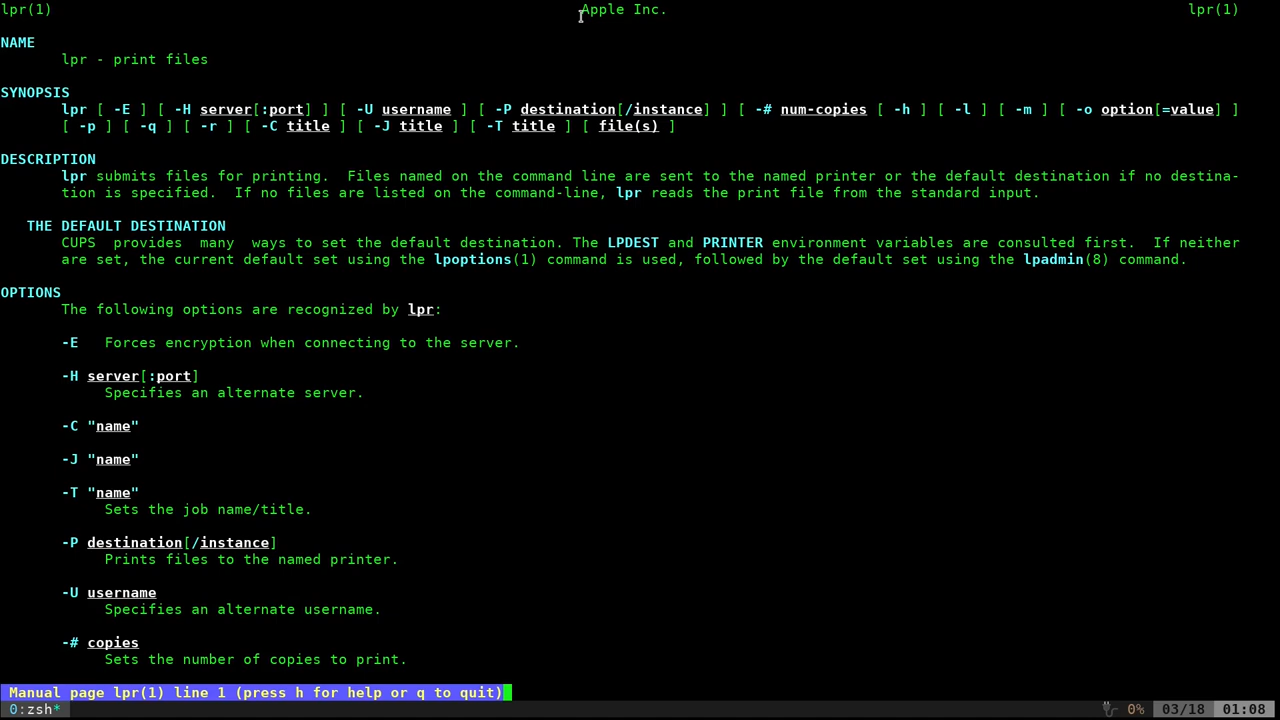 lpr(1) Apple Inc. lpr(1)
NAME
lpr - print files
SYNOPSIS
lpr [ -E ] [ -H server[:port] ] [ -U username ] [ -P destination[/instance] ] [ -# num-copies [ -h ] [ -l ] [ -m ] [ -o option[=value] ]
[ -p ] [ -q ] [ -r ] [ -C title ] [ -J title ] [ -T title ] [ file(s) ]
DESCRIPTION
lpr submits files for printing.  Files named on the command line are sent to the named printer or the default destination if no destina-
tion is specified.  If no files are listed on the command-line, lpr reads the print file from the standard input.
THE DEFAULT DESTINATION
CUPS  provides  many  ways to set the default destination. The LPDEST and PRINTER environment variables are consulted first.  If neither
are set, the current default set using the lpoptions(1) command is used, followed by the default set using the lpadmin(8) command.
OPTIONS
The following options are recognized by lpr:
-E   Forces encryption when connecting to the server.
-H server[:port]
Specifies an alternate server.
-C "name"
-J "name"
-T "name"
Sets the job name/title.
-P destination[/instance]
Prints files to the named printer.
-U username
Specifies an alternate username.
-# copies
Sets the number of copies to print.
Manual page lpr(1) line 1 (press h for help or q to quit)
0:zsh* 0% 03/18 01:08